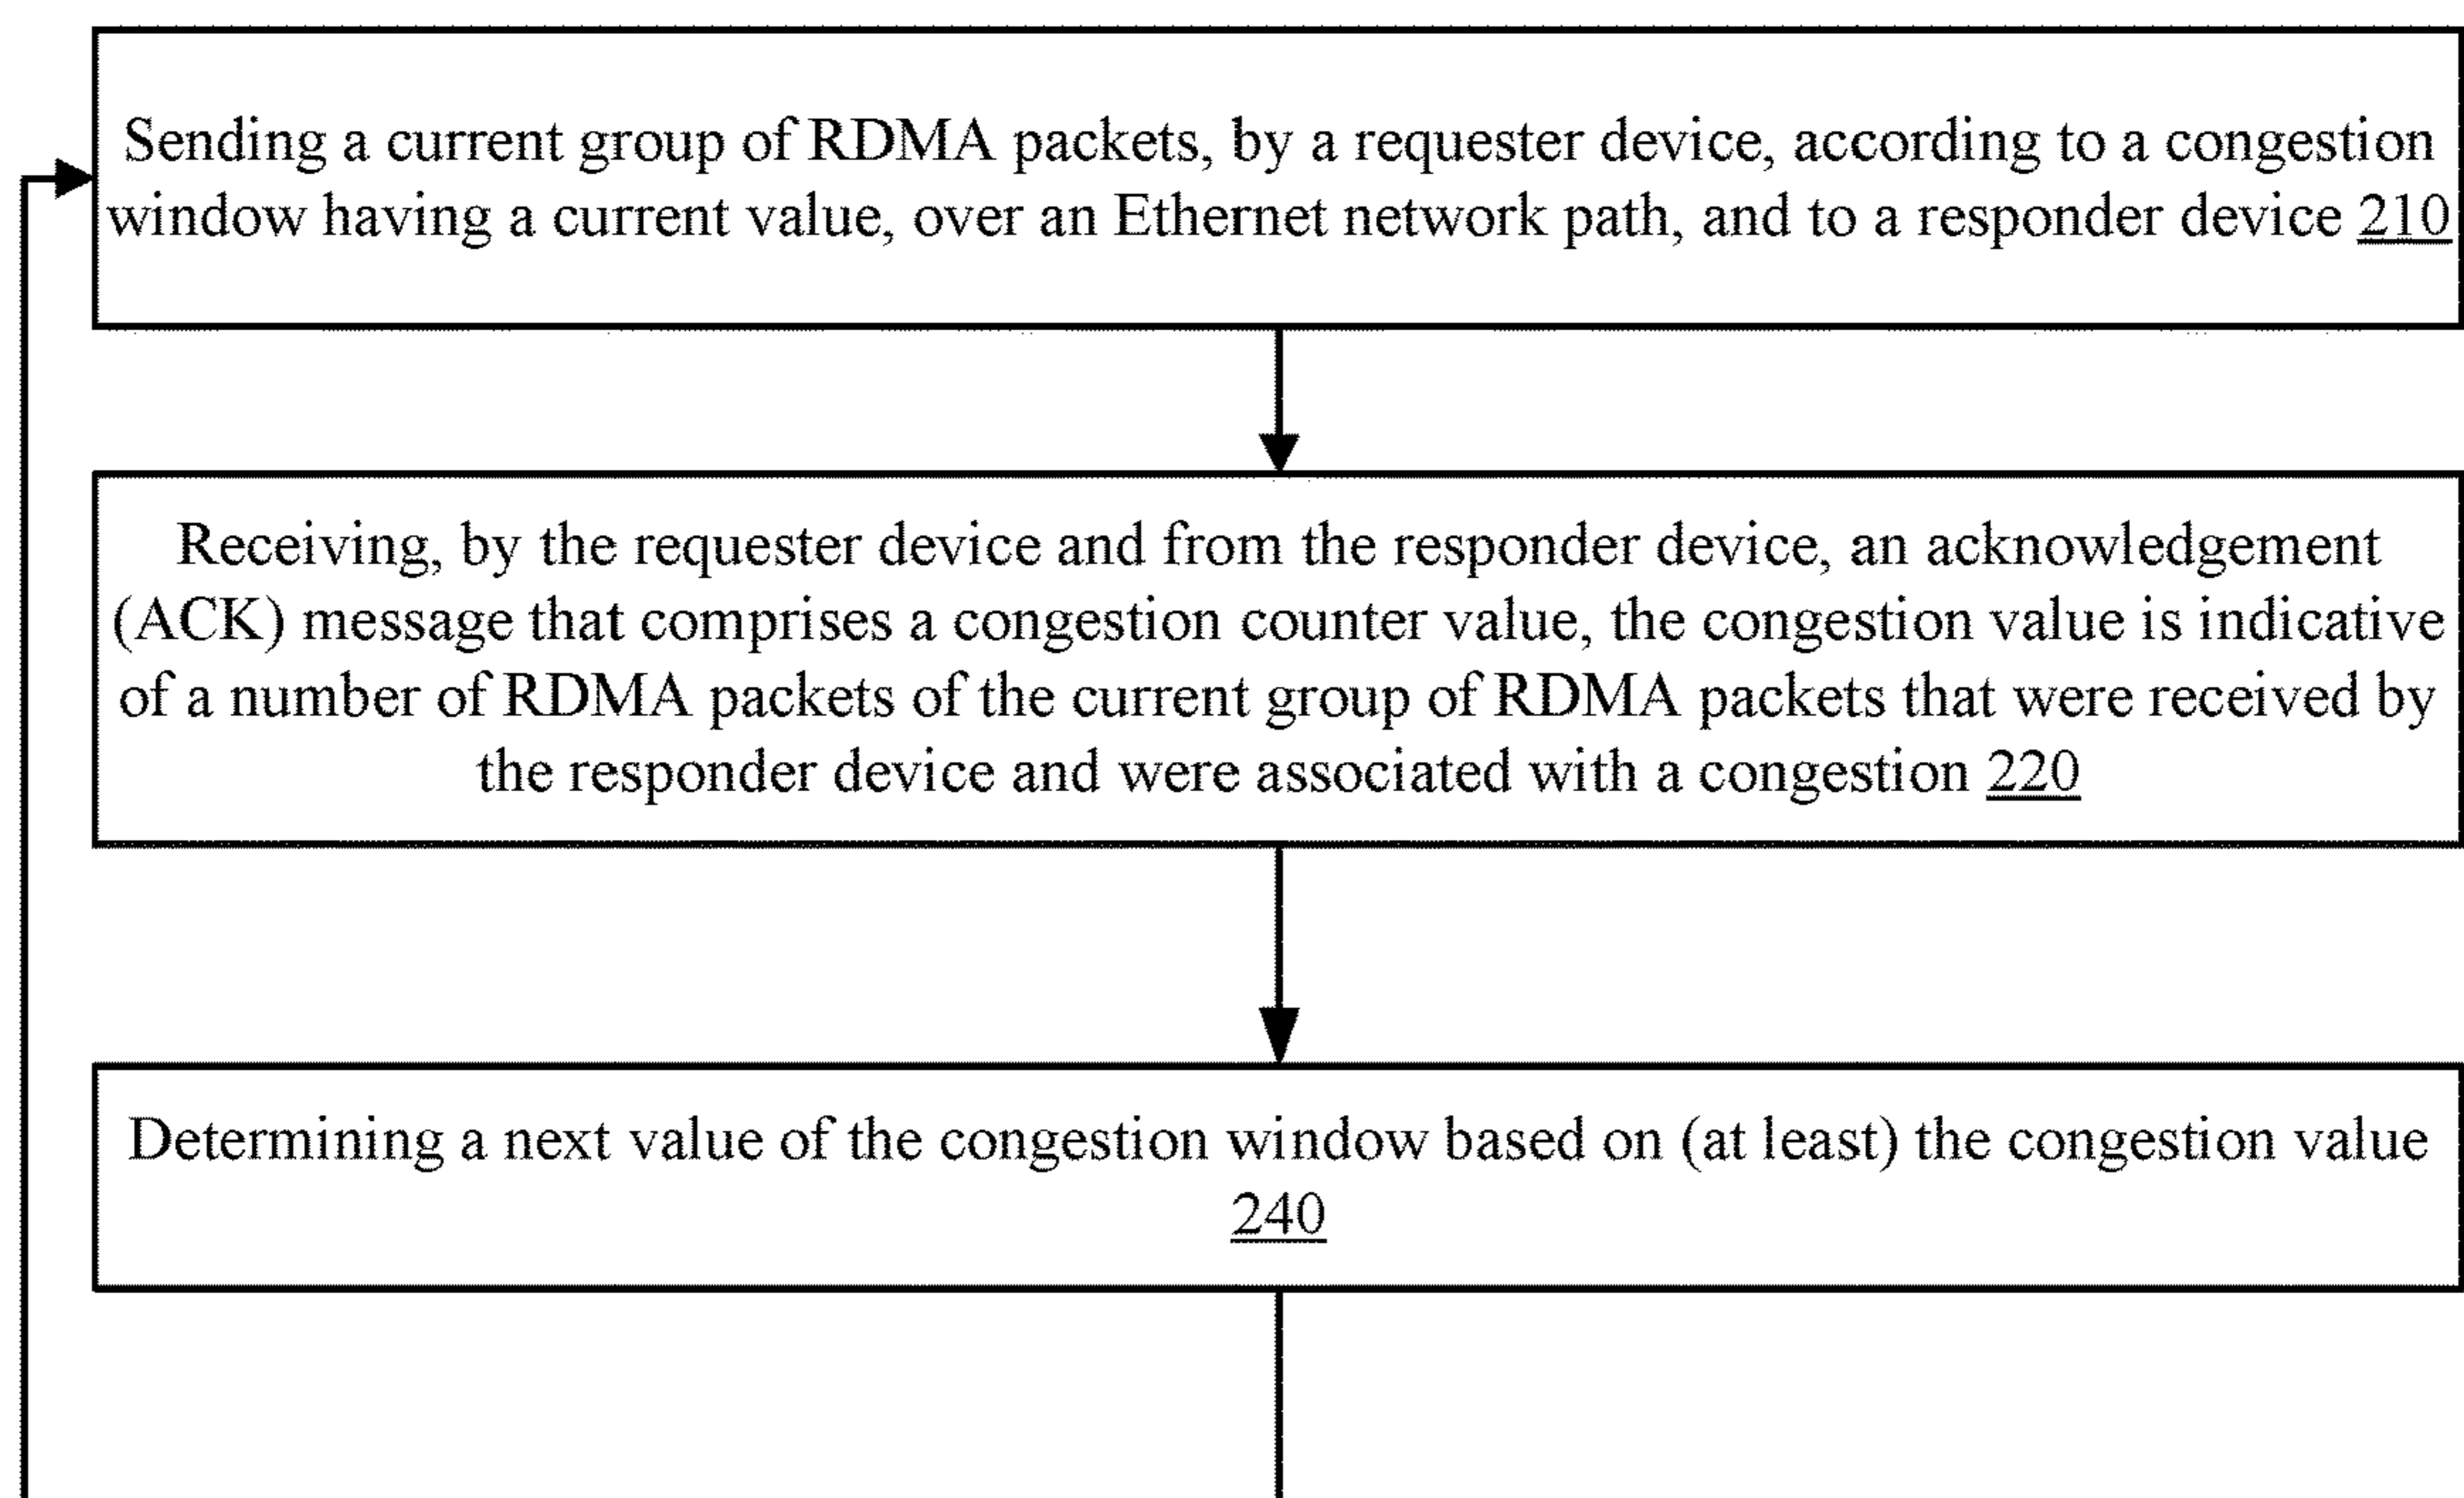 Sending a current group of RDMA packets, by a requester device, according to a congestion
window having a current value, over an Ethernet network path, and to a responder device 210
Receiving, by the requester device and from the responder device, an acknowledgement
(ACK) message that comprises a congestion counter value, the congestion value is indicative
of a number of RDMA packets of the current group of RDMA packets that were received by
the responder device and were associated with a congestion 220
Determining a next value of the congestion window based on (at least) the congestion value
240